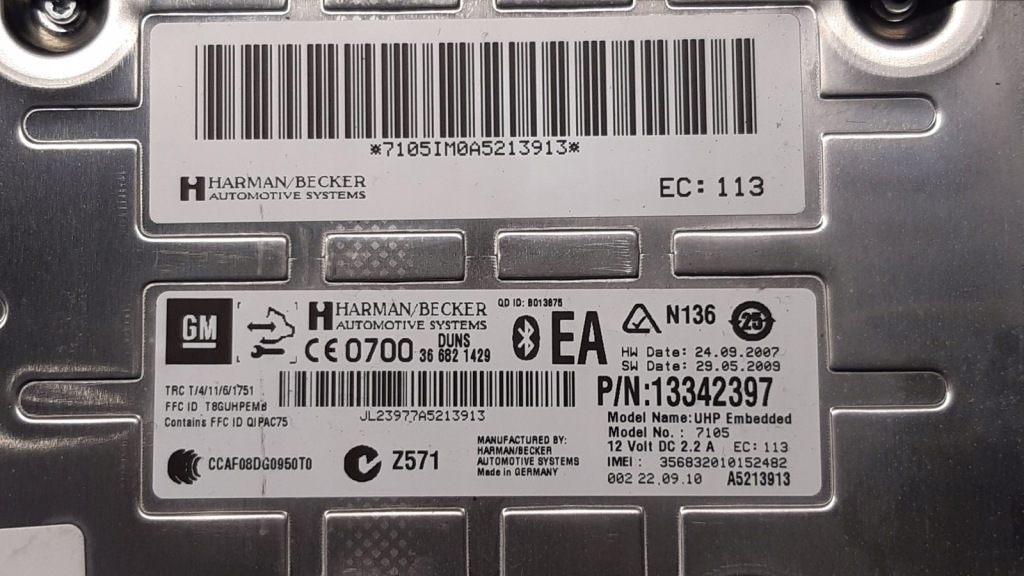 *7105IM0A5213913*
HARMAN/BECKER
AUTOMOTIVE SYSTEMS
EC: 113
GM
HARMAN/BECKER
AUTOMOTIVE SYSTEMS
QD ID: B013875
CE 0700
DUNS
36 682 1429
EA
N136
25
HW Date: 24.09.2007
SW Date: 29.05.2009
TRC T/4/11/6/1751
FFC ID T8GUHPEMB
Contains FFC ID QIPAC75
JL23977A5213913
P/N:13342397
Model Name:UHP Embedded
Model No.: 7105
12 Volt DC 2.2 A EC: 113
IMEI: 356832010152482
002 22.09.10 A5213913
CCAF08DG0950T0
Z571
MANUFACTURED BY:
HARMAN/BECKER
AUTOMOTIVE SYSTEMS
Made in GERMANY